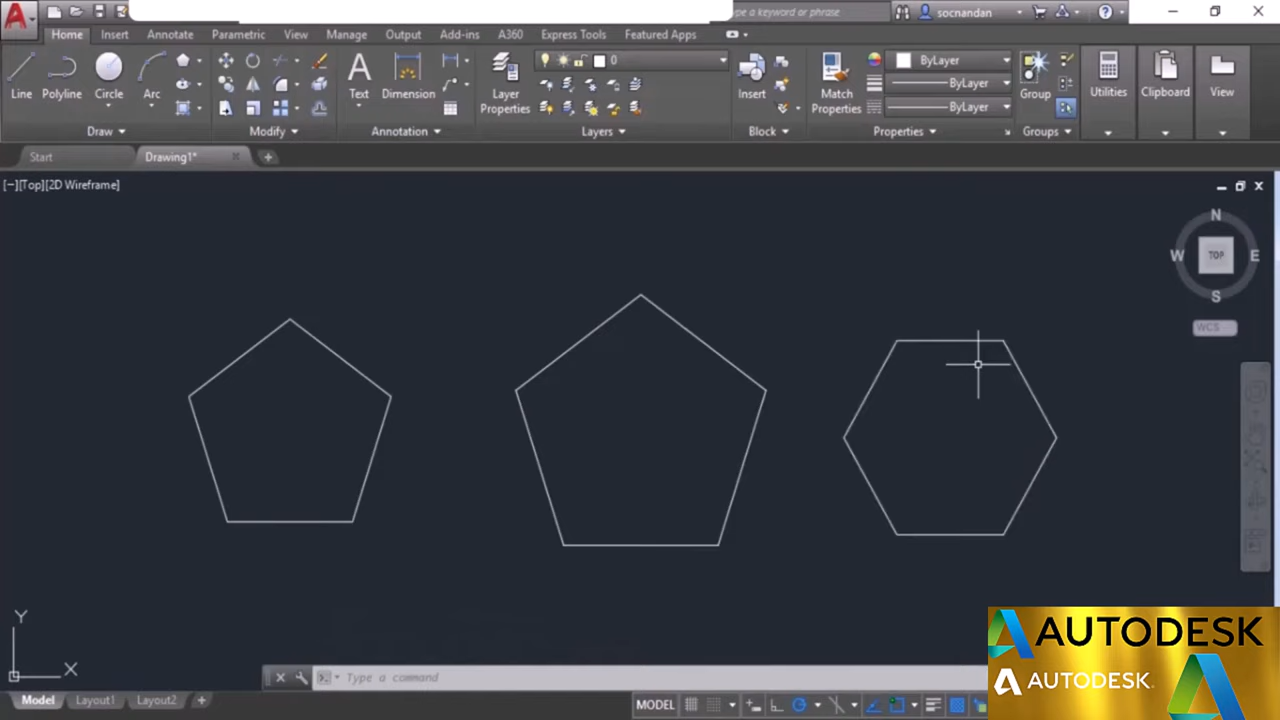 A
ype a keyword or phrase
socnandan
Home Insert Annotate Parametric View Manage Output Add-ins A360 Express Tools Featured Apps
0
ByLayer
ByLayer
ByLayer
Line Polyline Circle Arc Text Dimension Layer Properties Insert Match Properties Group Utilities Clipboard View
Draw Modify Annotation Layers Block Properties Groups
Start Drawing1*
[−][Top][2D Wireframe]
N
W TOP E
S
WCS
Y
X
Type a command
Model Layout1 Layout2
MODEL
AUTODESK
AUTODESK.